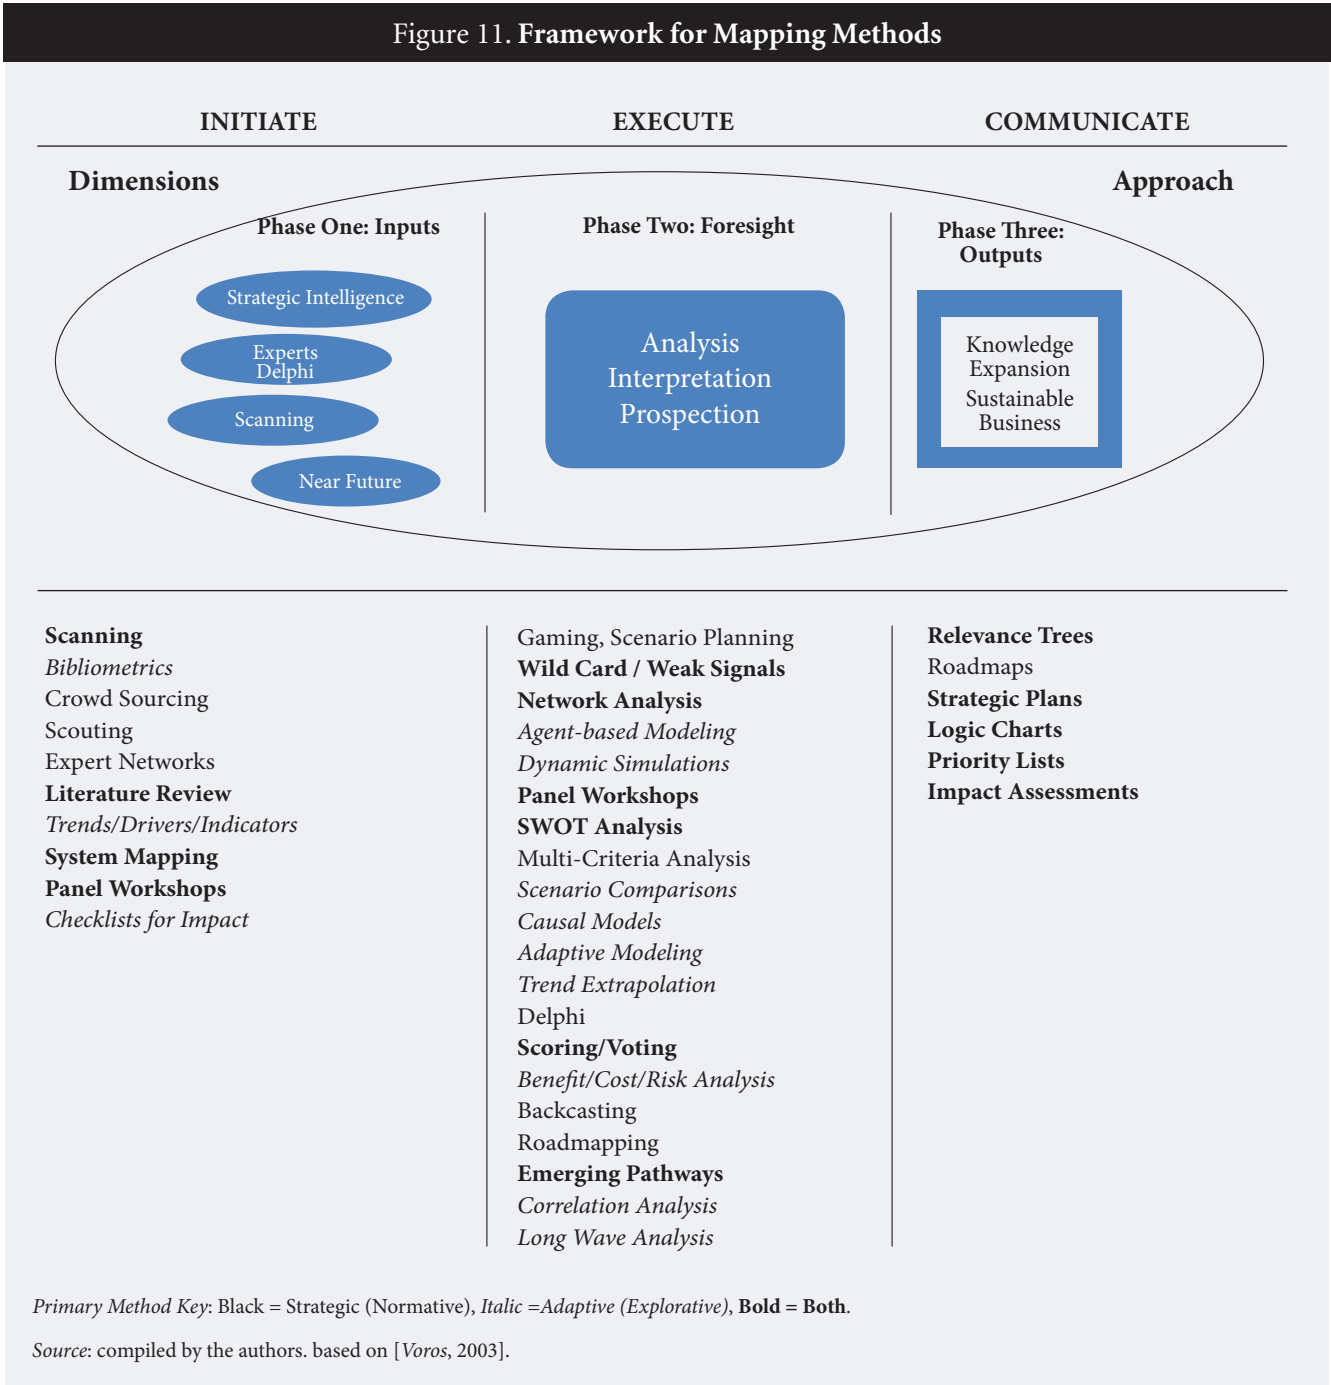 Figure 11. Framework for Mapping Methods
INITIATE
EXECUTE
COMMUNICATE
Dimensions
Approach
Phase One: Inputs
Strategic Intelligence
Experts
Delphi
Scanning
Near Future
Phase Two: Foresight
Analysis
Interpretation
Prospection
Phase Three:
Outputs
Knowledge
Expansion
Sustainable
Business
Scanning
Bibliometrics
Crowd Sourcing
Scouting
Expert Networks
Literature Review
Trends/Drivers/Indicators
System Mapping
Panel Workshops
Checklists for Impact
Gaming, Scenario Planning
Wild Card / Weak Signals
Network Analysis
Agent-based Modeling
Dynamic Simulations
Panel Workshops
SWOT Analysis
Multi-Criteria Analysis
Scenario Comparisons
Causal Models
Adaptive Modeling
Trend Extrapolation
Delphi
Scoring/Voting
Benefit/Cost/Risk Analysis
Backcasting
Roadmapping
Emerging Pathways
Correlation Analysis
Long Wave Analysis
Relevance Trees
Roadmaps
Strategic Plans
Logic Charts
Priority Lists
Impact Assessments
Primary Method Key: Black = Strategic (Normative), Italic =Adaptive (Explorative), Bold = Both.
Source: compiled by the authors. based on [Voros, 2003].